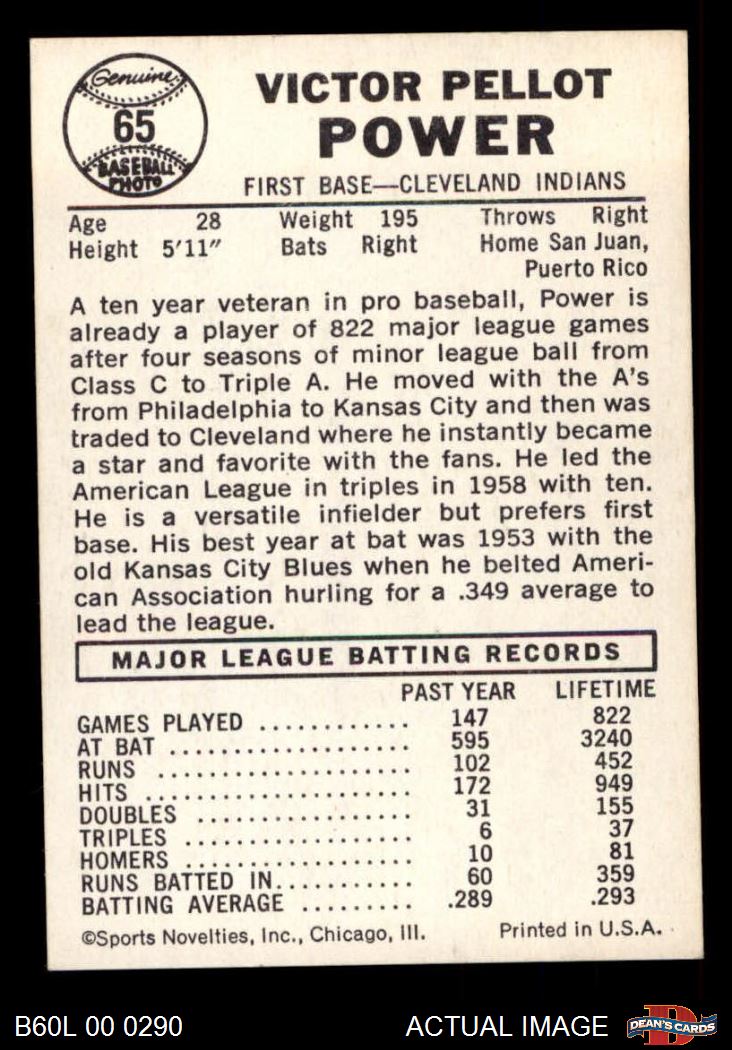 Genuine
65
BASEBALL
PHOTO
VICTOR PELLOT
POWER
FIRST BASE—CLEVELAND INDIANS
Age 28 Weight 195 Throws Right
Height 5'11" Bats Right Home San Juan,
Puerto Rico
A ten year veteran in pro baseball, Power is
already a player of 822 major league games
after four seasons of minor league ball from
Class C to Triple A. He moved with the A's
from Philadelphia to Kansas City and then was
traded to Cleveland where he instantly became
a star and favorite with the fans. He led the
American League in triples in 1958 with ten.
He is a versatile infielder but prefers first
base. His best year at bat was 1953 with the
old Kansas City Blues when he belted Ameri-
can Association hurling for a .349 average to
lead the league.
MAJOR LEAGUE BATTING RECORDS
PAST YEAR LIFETIME
GAMES PLAYED ............ 147 822
AT BAT ................... 595 3240
RUNS .................... 102 452
HITS ..................... 172 949
DOUBLES ................. 31 155
TRIPLES .................. 6 37
HOMERS .................. 10 81
RUNS BATTED IN........... 60 359
BATTING AVERAGE ......... .289 .293
©Sports Novelties, Inc., Chicago, Ill. Printed in U.S.A.
B60L 00 0290 ACTUAL IMAGE D DEAN'S CARDS